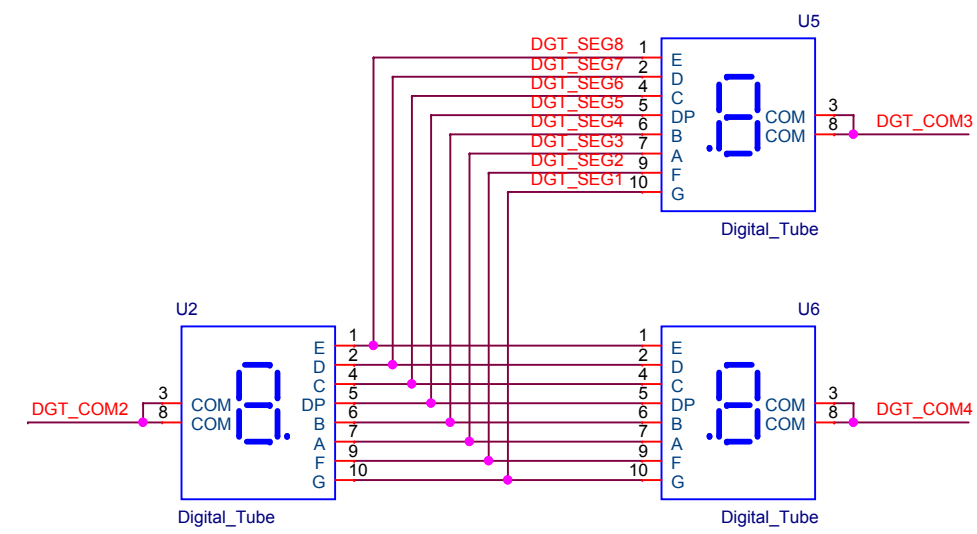 U5
DGT_SEG8 1 E
DGT_SEG7 2 D
DGT_SEG6 4 C
DGT_SEG5 5 DP COM 3
DGT_SEG4 6 B COM 8 DGT_COM3
DGT_SEG3 7 A
DGT_SEG2 9 F
DGT_SEG1 10 G
Digital_Tube
U2 U6
E 1 1 E
D 2 2 D
C 4 4 C
3 COM DP 5 5 DP COM 3
DGT_COM2 8 COM B 6 6 B COM 8 DGT_COM4
A 7 7 A
F 9 9 F
G 10 10 G
Digital_Tube Digital_Tube